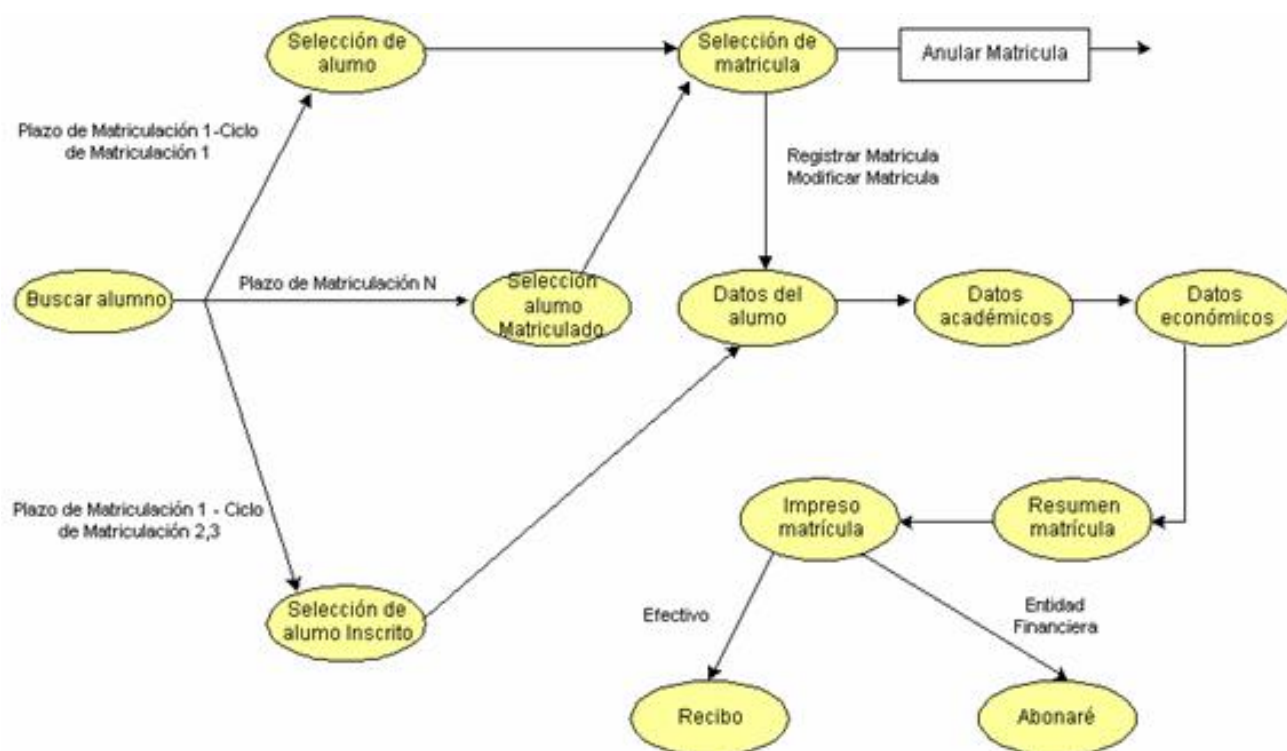 Selección de
alumo
Selección de
matricula
Anular Matricula
Plazo de Matriculación 1-Ciclo
de Matriculación 1
Registrar Matricula
Modificar Matricula
Buscar alumno
Plazo de Matriculación N
Selección
alumo
Matriculado
Datos del
alumo
Datos
académicos
Datos
económicos
Plazo de Matriculación 1 - Ciclo
de Matriculación 2,3
Impreso
matrícula
Resumen
matrícula
Selección de
alumo Inscrito
Efectivo
Entidad
Financiera
Recibo
Abonaré